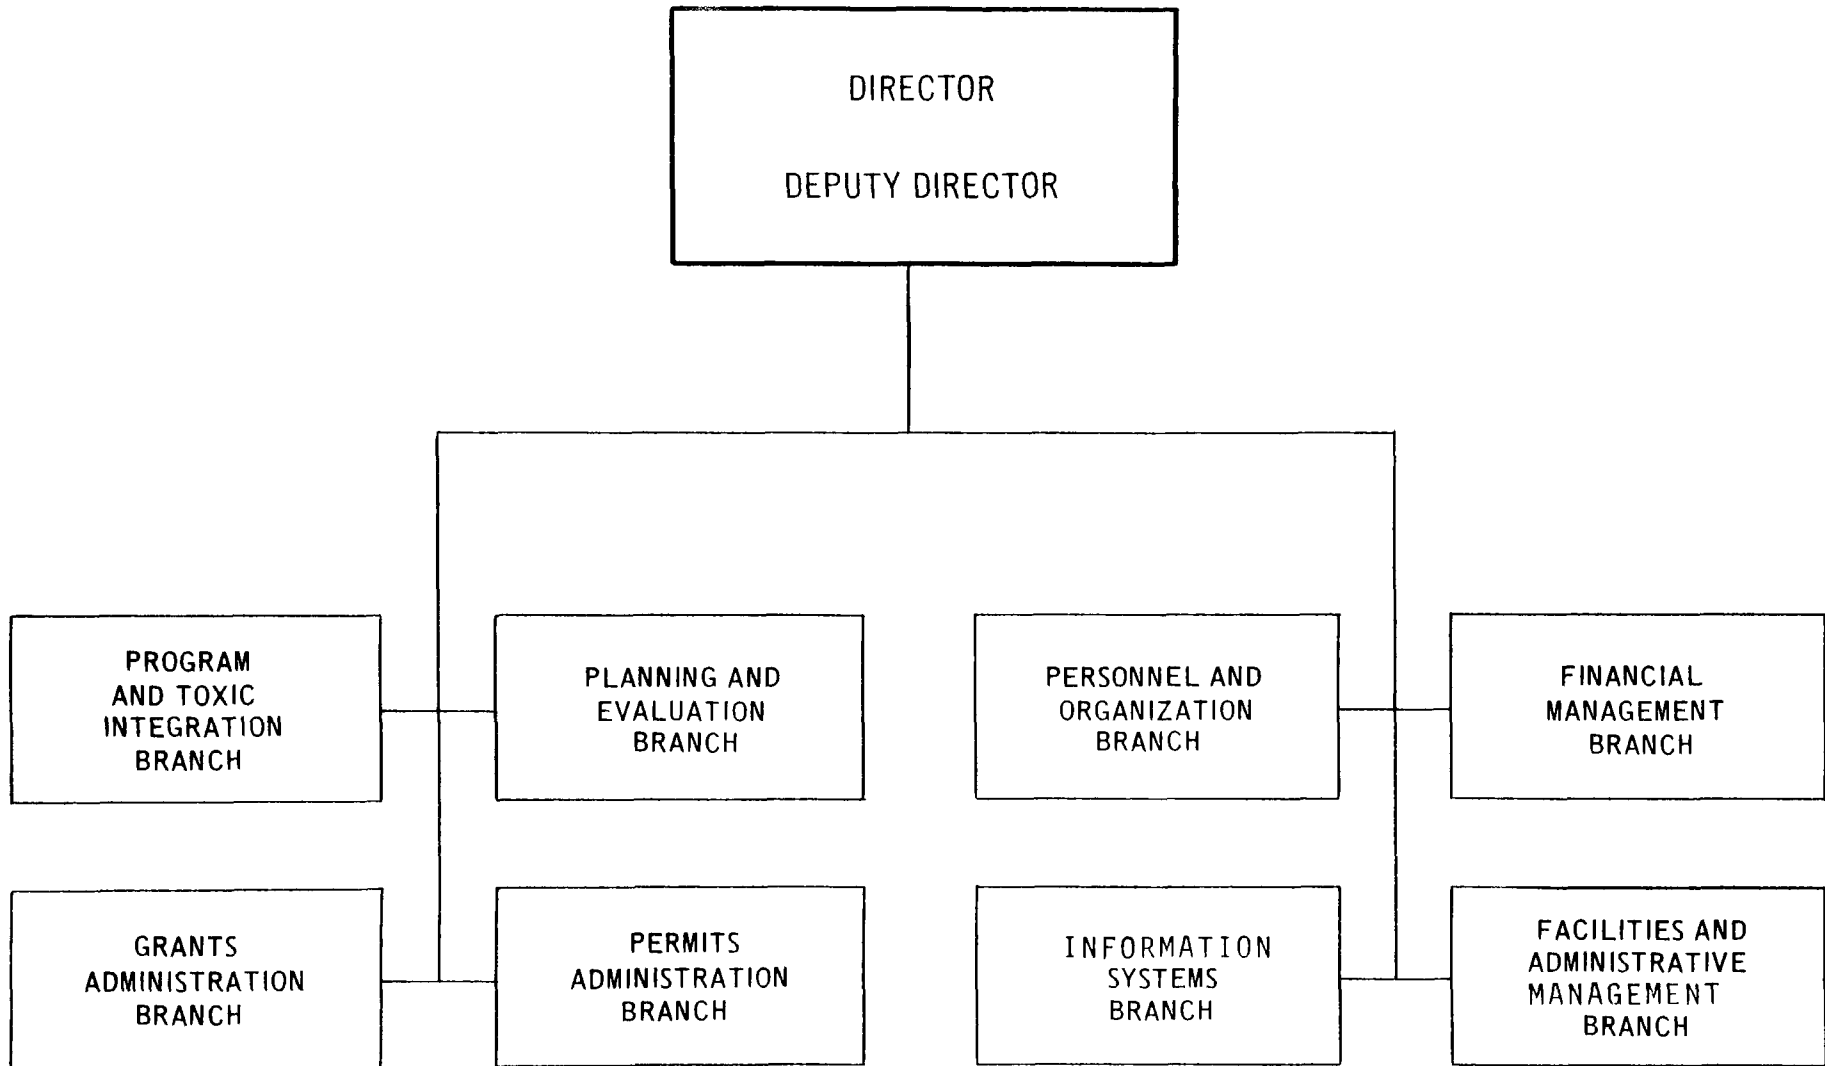 DIRECTOR
DEPUTY DIRECTOR
PROGRAM
AND TOXIC
INTEGRATION
BRANCH
PLANNING AND
EVALUATION
BRANCH
PERSONNEL AND
ORGANIZATION
BRANCH
FINANCIAL
MANAGEMENT
BRANCH
GRANTS
ADMINISTRATION
BRANCH
PERMITS
ADMINISTRATION
BRANCH
INFORMATION
SYSTEMS
BRANCH
FACILITIES AND
ADMINISTRATIVE
MANAGEMENT
BRANCH